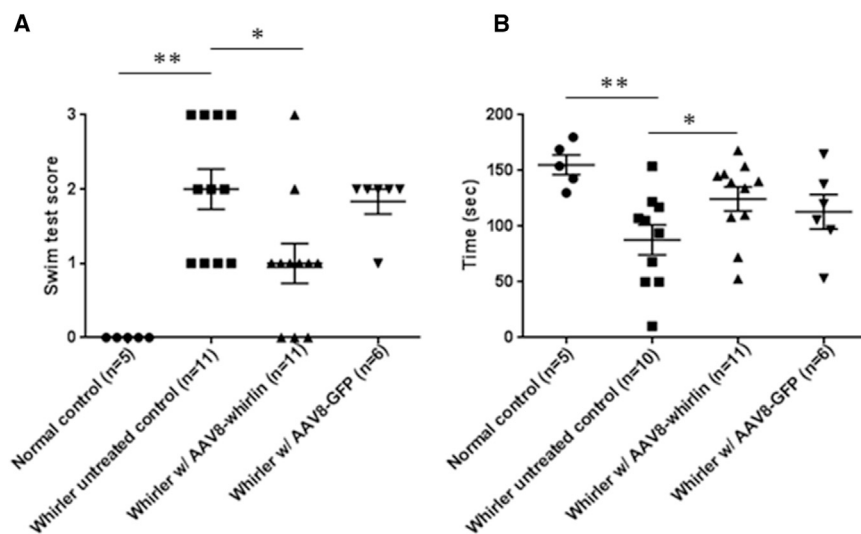 A
**
*
3
2
1
0
Swim test score
Normal control (n=5)
Whirler untreated control (n=11)
Whirler w/ AAV8-whirlin (n=11)
Whirler w/ AAV8-GFP (n=6)
B
**
*
200
150
100
50
0
Time (sec)
Normal control (n=5)
Whirler untreated control (n=10)
Whirler w/ AAV8-whirlin (n=11)
Whirler w/ AAV8-GFP (n=6)